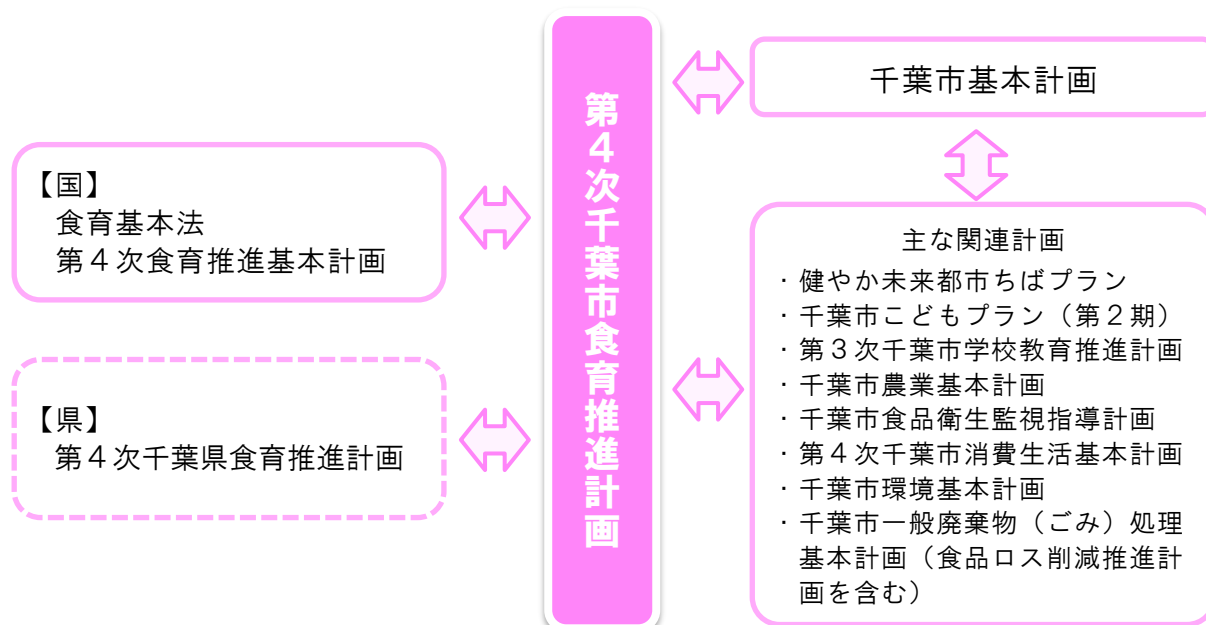 【国】
食育基本法
第４次食育推進基本計画
【県】
第４次千葉県食育推進計画
第４次千葉市食育推進計画
千葉市基本計画
主な関連計画
・健やか未来都市ちばプラン
・千葉市こどもプラン（第２期）
・第３次千葉市学校教育推進計画
・千葉市農業基本計画
・千葉市食品衛生監視指導計画
・第４次千葉市消費生活基本計画
・千葉市環境基本計画
・千葉市一般廃棄物（ごみ）処理
基本計画（食品ロス削減推進計
画を含む）